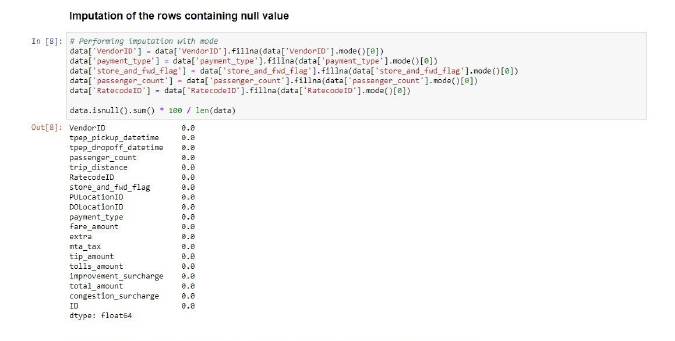 Imputation of the rows containing null value
In [8]: # Performing imputation with mode
data['VendorID'] = data['VendorID'].fillna(data['VendorID'].mode()[0])
data['payment_type'] = data['payment_type'].fillna(data['payment_type'].mode()[0])
data['store_and_fwd_flag'] = data['store_and_fwd_flag'].fillna(data['store_and_fwd_flag'].mode()[0])
data['passenger_count'] = data['passenger_count'].fillna(data['passenger_count'].mode()[0])
data['RatecodeID'] = data['RatecodeID'].fillna(data['RatecodeID'].mode()[0])
data.isnull().sum() * 100 / len(data)
Out[8]: VendorID 0.0
tpep_pickup_datetime 0.0
tpep_dropoff_datetime 0.0
passenger_count 0.0
trip_distance 0.0
RatecodeID 0.0
store_and_fwd_flag 0.0
PULocationID 0.0
DOLocationID 0.0
payment_type 0.0
fare_amount 0.0
extra 0.0
mta_tax 0.0
tip_amount 0.0
tolls_amount 0.0
improvement_surcharge 0.0
total_amount 0.0
congestion_surcharge 0.0
ID 0.0
dtype: float64